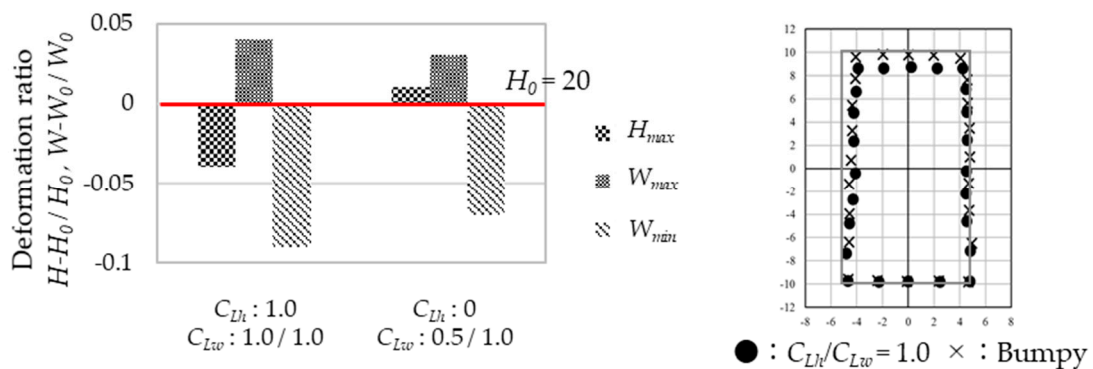 Deformation ratio
H-H0 / H0 , W-W0 / W0
0.05
0
-0.05
-0.1
H0 = 20
Hmax
Wmax
Wmin
CLh : 1.0
CLw : 1.0 / 1.0
CLh : 0
CLw : 0.5 / 1.0
12
10
8
6
4
2
0
-2
-4
-6
-8
-10
-12
-8 -6 -4 -2 0 2 4 6 8
● : CLh/CLw = 1.0 × : Bumpy